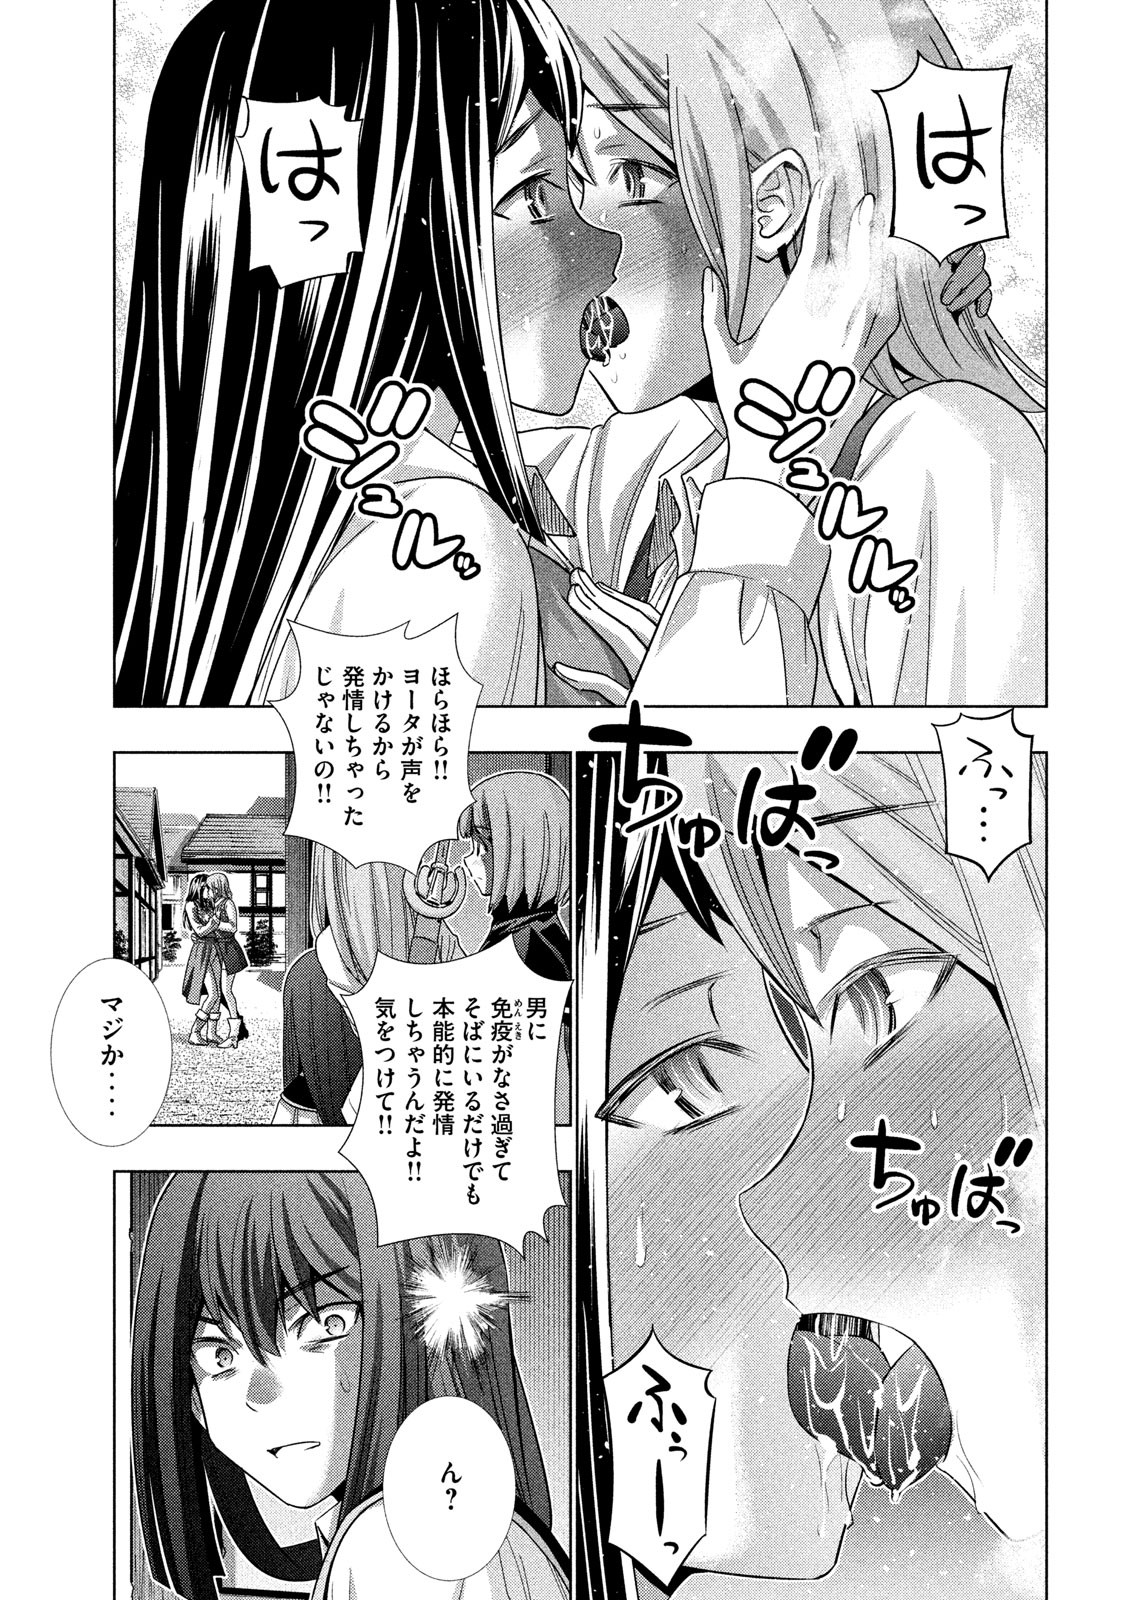 はっ
はっ
ジュルルッ
ジュルルッ
ほらほら!!
ヨータが声を
かけるから
発情しちゃった
じゃないの!!
ふっ…
ちゅばっ
男に
免疫がなさ過ぎて
めんえき
そばにいるだけでも
本能的に発情
しちゃうんだよ!!
気をつけて!!
マジか‥‥
ちゅばっ
ふぅーっ
ん?